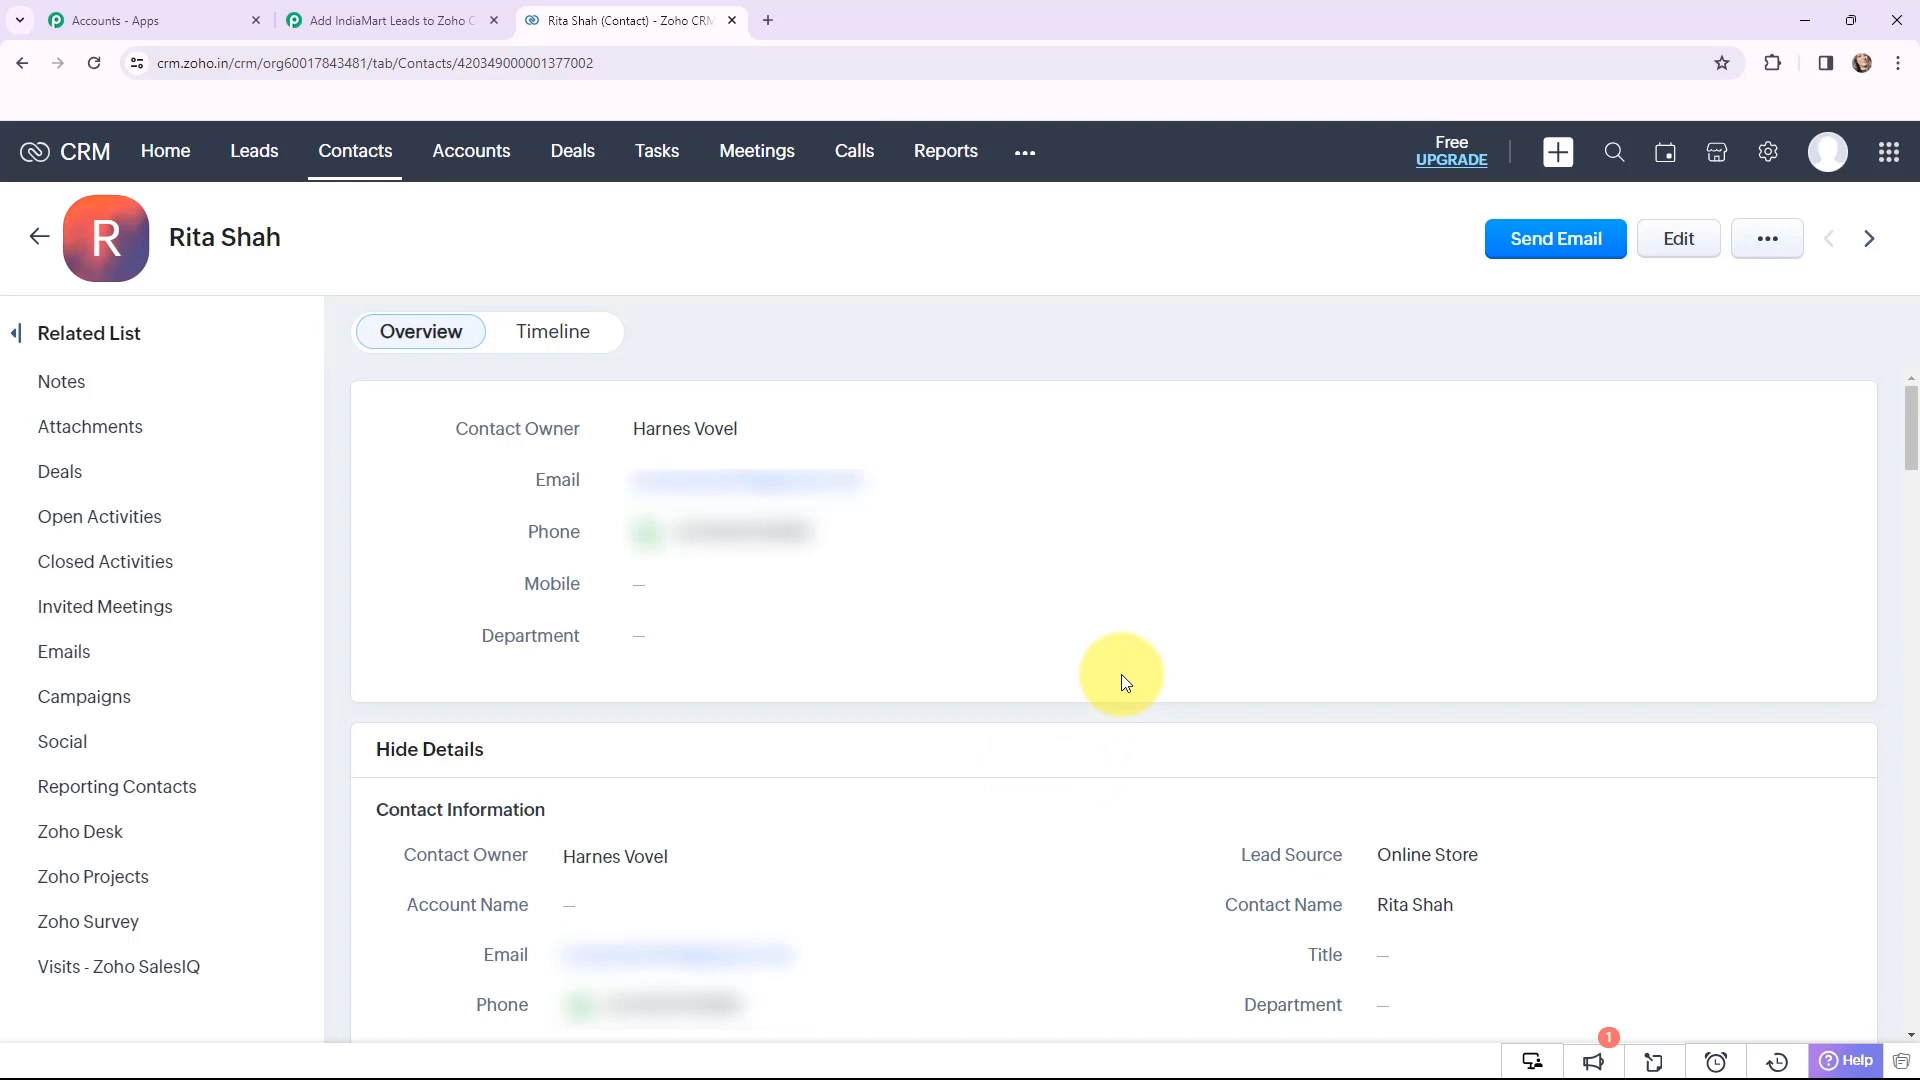 Accounts - Apps
Add IndiaMart Leads to Zoho C
Rita Shah (Contact) - Zoho CRM
crm.zoho.in/crm/org60017843481/tab/Contacts/420349000001377002
CRM Home Leads Contacts Accounts Deals Tasks Meetings Calls Reports
Free
UPGRADE
R
Rita Shah
Send Email
Edit
Related List
Notes
Attachments
Deals
Open Activities
Closed Activities
Invited Meetings
Emails
Campaigns
Social
Reporting Contacts
Zoho Desk
Zoho Projects
Zoho Survey
Visits - Zoho SalesIQ
Overview Timeline
Contact Owner Harnes Vovel
Email
Phone
Mobile —
Department —
Hide Details
Contact Information
Contact Owner Harnes Vovel
Lead Source Online Store
Account Name —
Contact Name Rita Shah
Email
Title —
Phone
Department —
1
? Help